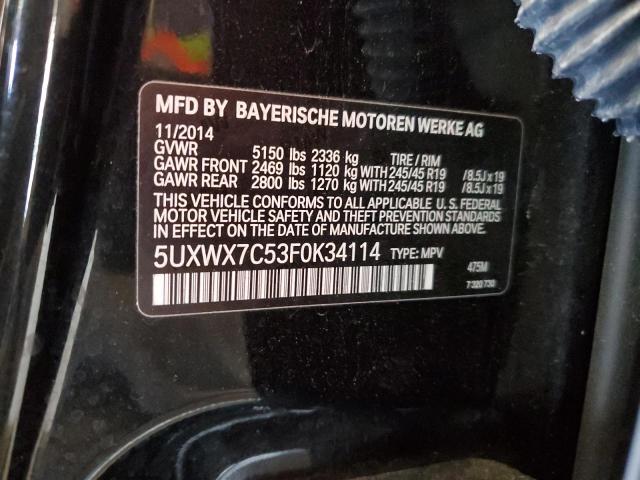 MFD BY BAYERISCHE MOTOREN WERKE AG
11/2014
GVWR 5150 lbs 2336 kg TIRE / RIM
GAWR FRONT 2469 lbs 1120 kg WITH 245/45 R19 /8.5J x 19
GAWR REAR 2800 lbs 1270 kg WITH 245/45 R19 /8.5J x 19
THIS VEHICLE CONFORMS TO ALL APPLICABLE U. S. FEDERAL
MOTOR VEHICLE SAFETY AND THEFT PREVENTION STANDARDS
IN EFFECT ON THE DATE OF MANUFACTURE SHOWN ABOVE.
5UXWX7C53F0K34114 TYPE: MPV
475M
7 320 730